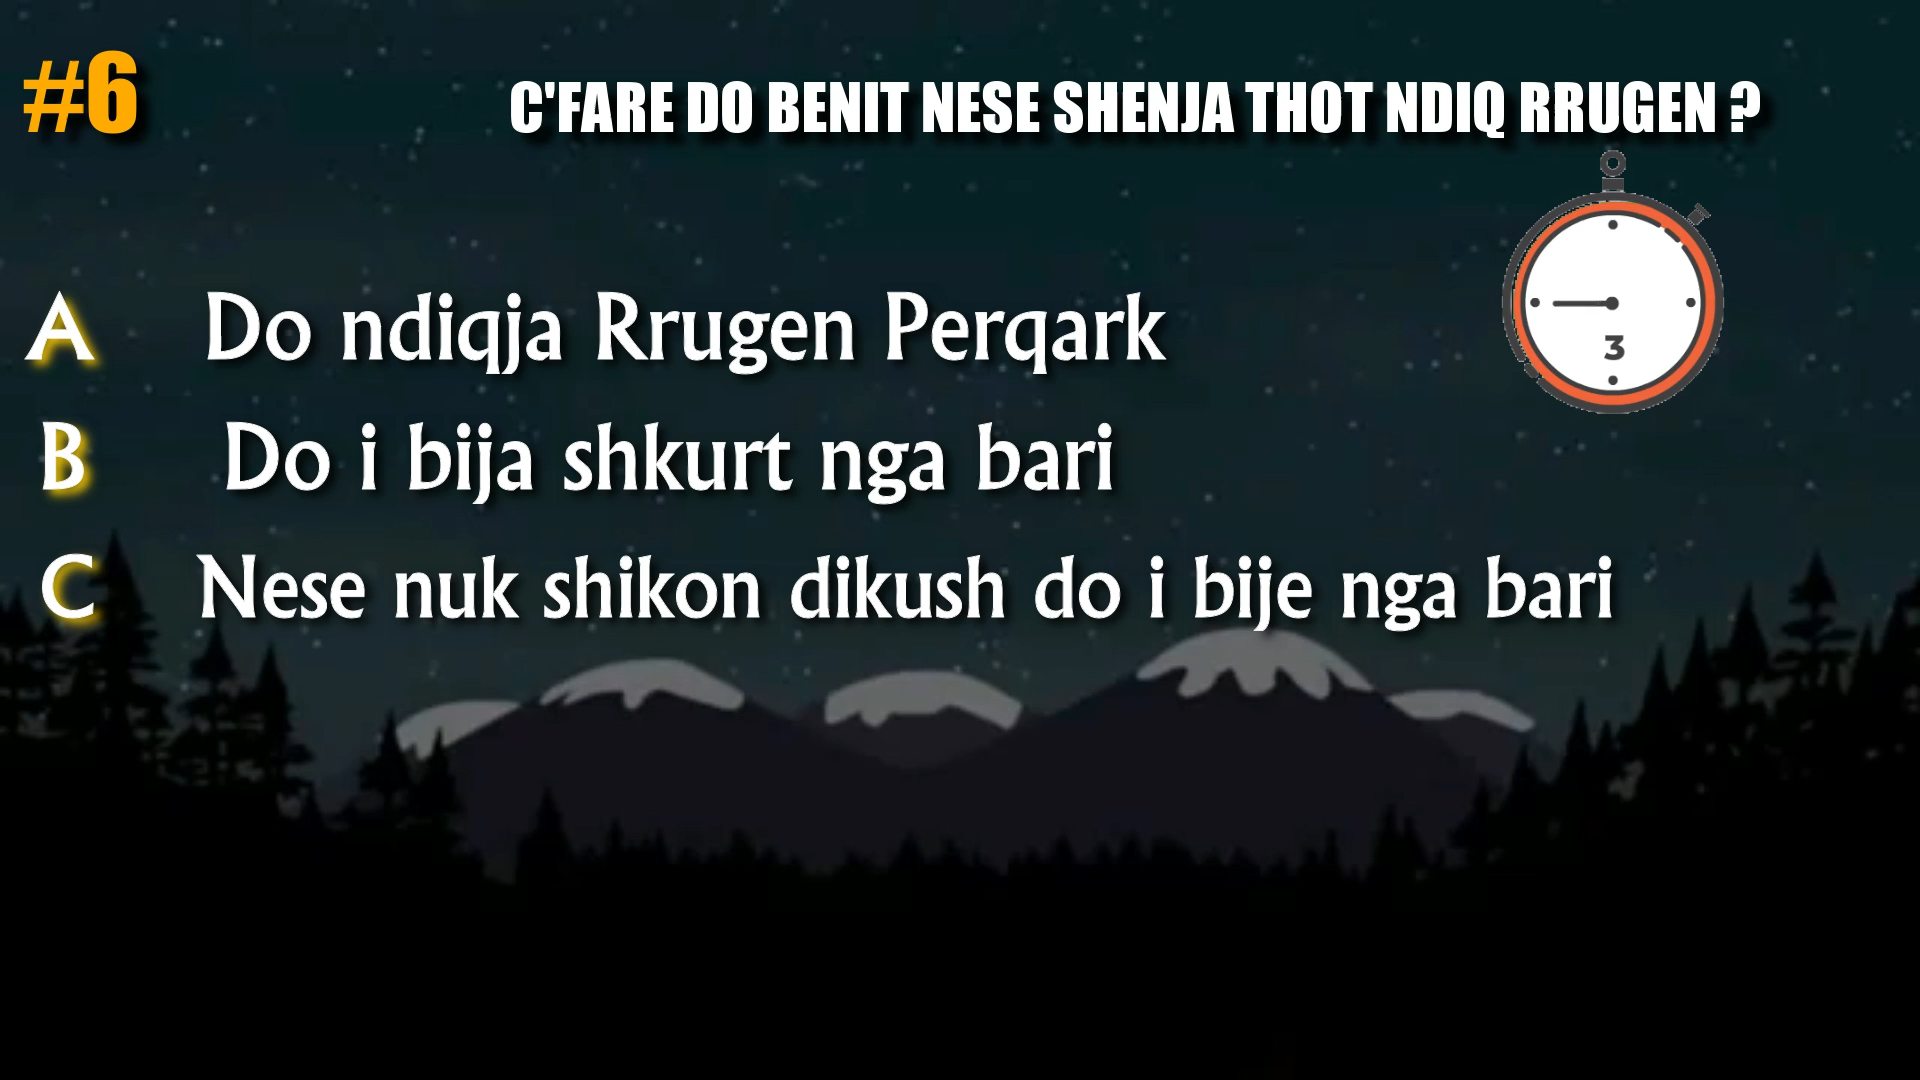 #6
C'FARE DO BENIT NESE SHENJA THOT NDIQ RRUGEN ?
3
A Do ndiqja Rrugen Perqark
B Do i bija shkurt nga bari
C Nese nuk shikon dikush do i bije nga bari